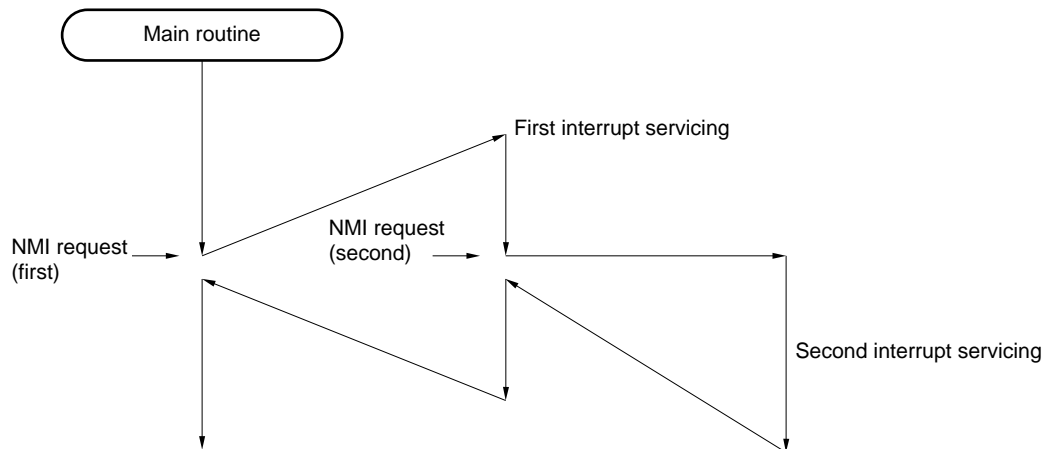 Main routine
First interrupt servicing
NMI request
(first)
NMI request
(second)
Second interrupt servicing